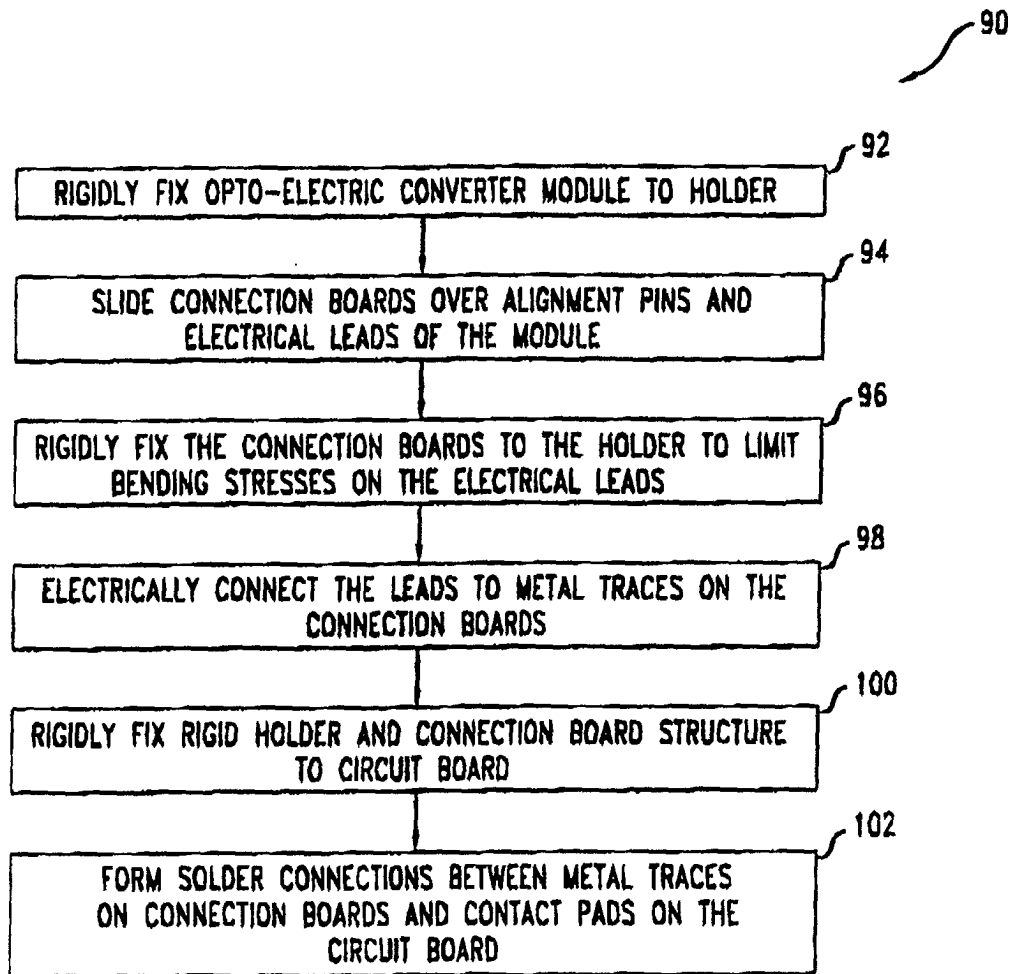 90
92
RIGIDLY FIX OPTO-ELECTRIC CONVERTER MODULE TO HOLDER
94
SLIDE CONNECTION BOARDS OVER ALIGNMENT PINS AND
ELECTRICAL LEADS OF THE MODULE
96
RIGIDLY FIX THE CONNECTION BOARDS TO THE HOLDER TO LIMIT
BENDING STRESSES ON THE ELECTRICAL LEADS
98
ELECTRICALLY CONNECT THE LEADS TO METAL TRACES ON THE
CONNECTION BOARDS
100
RIGIDLY FIX RIGID HOLDER AND CONNECTION BOARD STRUCTURE
TO CIRCUIT BOARD
102
FORM SOLDER CONNECTIONS BETWEEN METAL TRACES
ON CONNECTION BOARDS AND CONTACT PADS ON THE
CIRCUIT BOARD